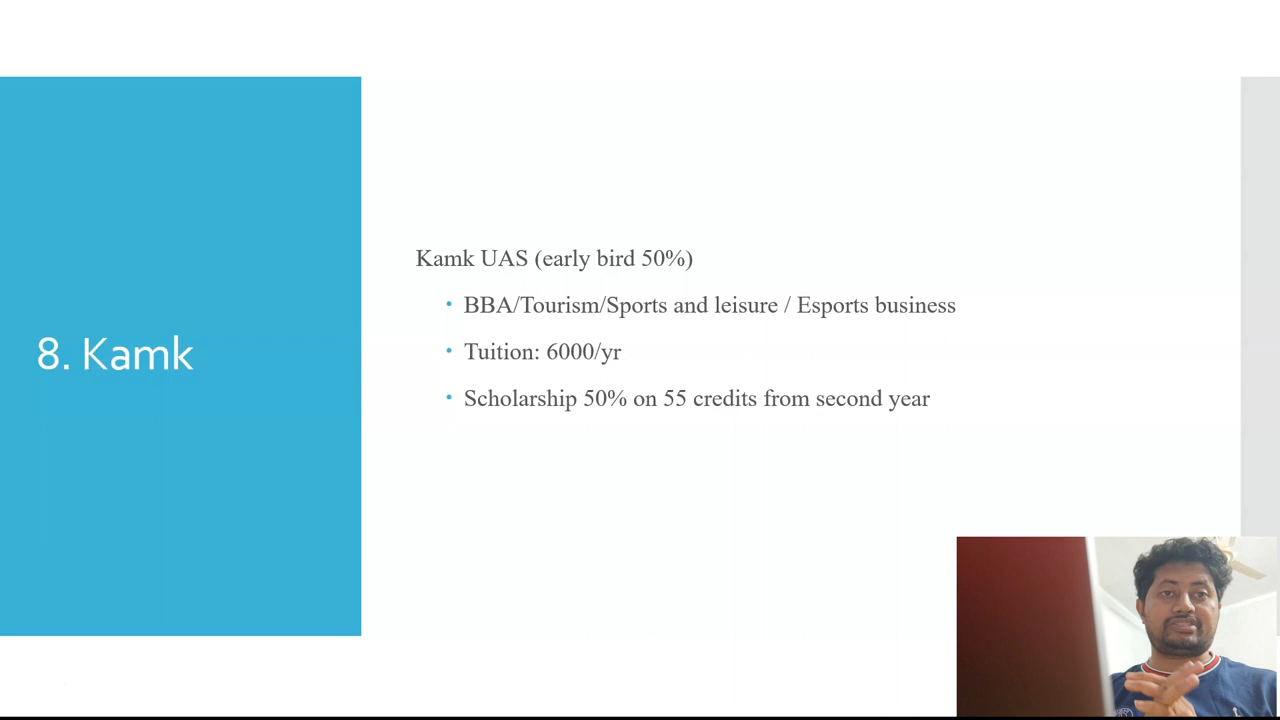 8. Kamk
Kamk UAS (early bird 50%)
• BBA/Tourism/Sports and leisure / Esports business
• Tuition: 6000/yr
• Scholarship 50% on 55 credits from second year